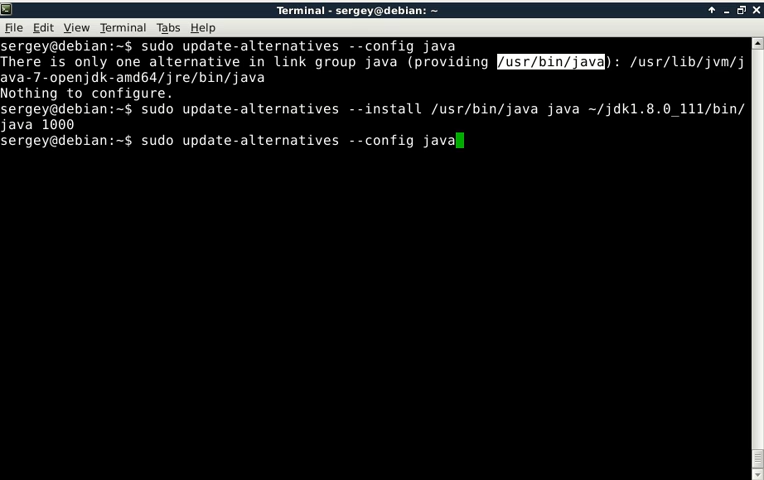 Terminal - sergey@debian: ~
File Edit View Terminal Tabs Help
sergey@debian:~$ sudo update-alternatives --config java
There is only one alternative in link group java (providing /usr/bin/java): /usr/lib/jvm/j
ava-7-openjdk-amd64/jre/bin/java
Nothing to configure.
sergey@debian:~$ sudo update-alternatives --install /usr/bin/java java ~/jdk1.8.0_111/bin/
java 1000
sergey@debian:~$ sudo update-alternatives --config java